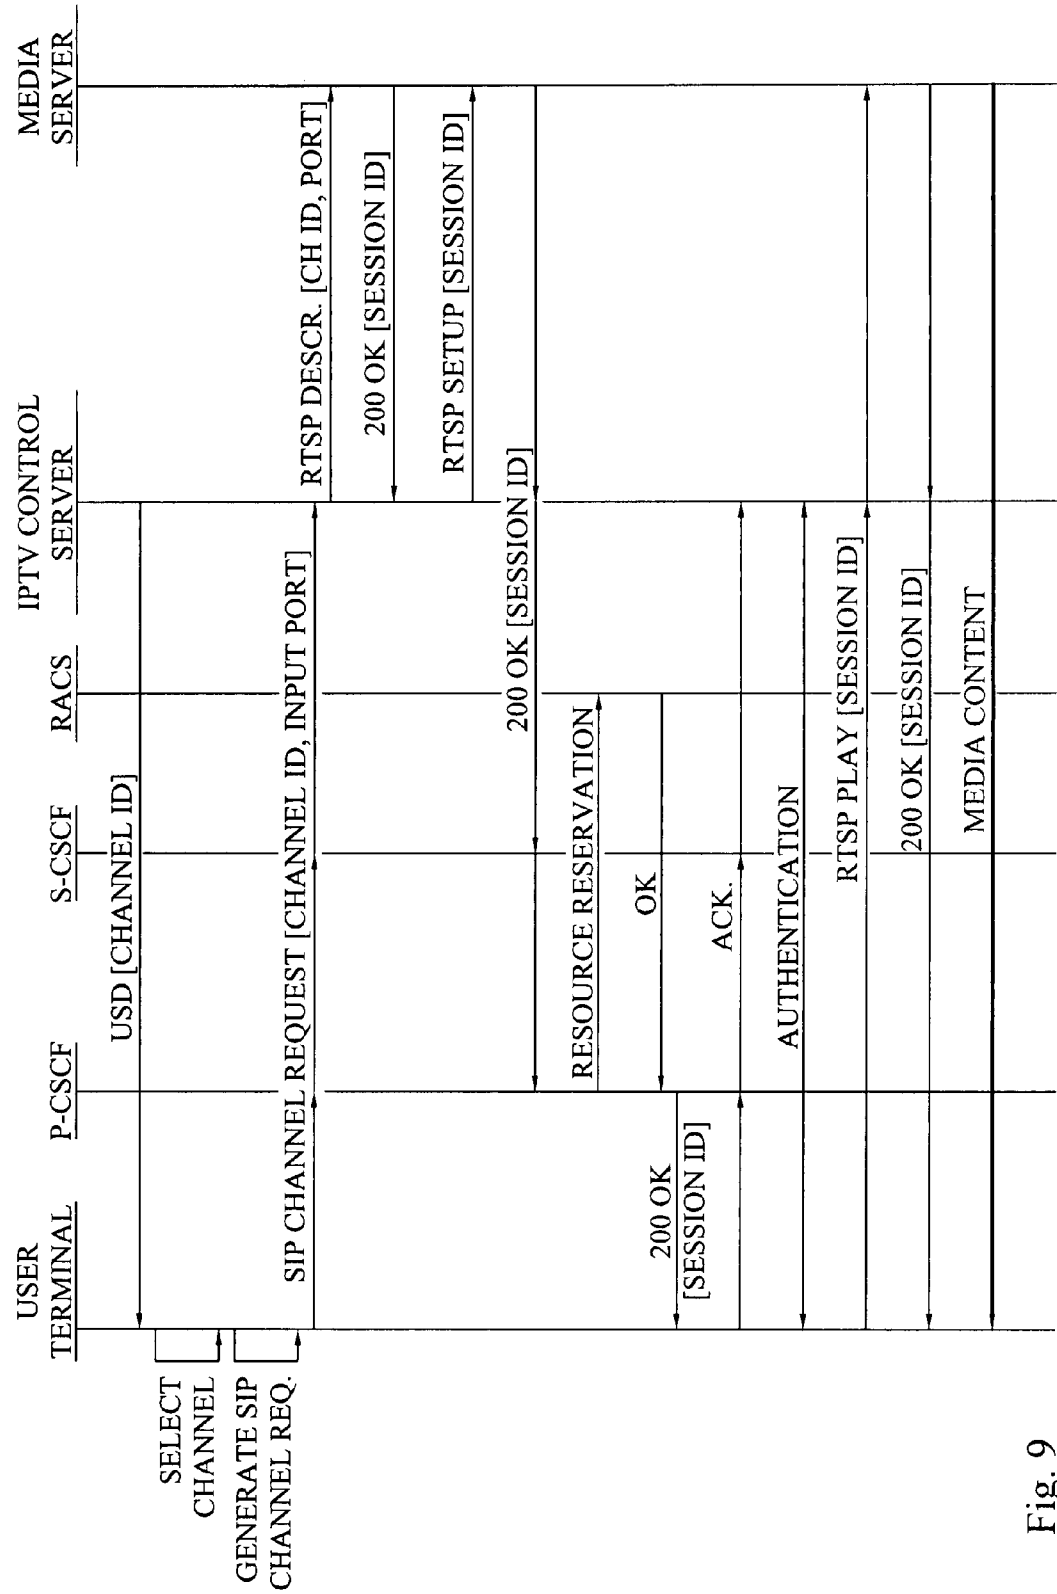 USER
TERMINAL
P-CSCF
S-CSCF
RACS
IPTV CONTROL
SERVER
MEDIA
SERVER
USD [CHANNEL ID]
SELECT
CHANNEL
GENERATE SIP
CHANNEL REQ.
SIP CHANNEL REQUEST [CHANNEL ID, INPUT PORT]
RTSP DESCR. [CH ID, PORT]
200 OK [SESSION ID]
RTSP SETUP [SESSION ID]
200 OK [SESSION ID]
RESOURCE RESERVATION
OK
200 OK
[SESSION ID]
ACK.
AUTHENTICATION
RTSP PLAY [SESSION ID]
200 OK [SESSION ID]
MEDIA CONTENT
Fig. 9